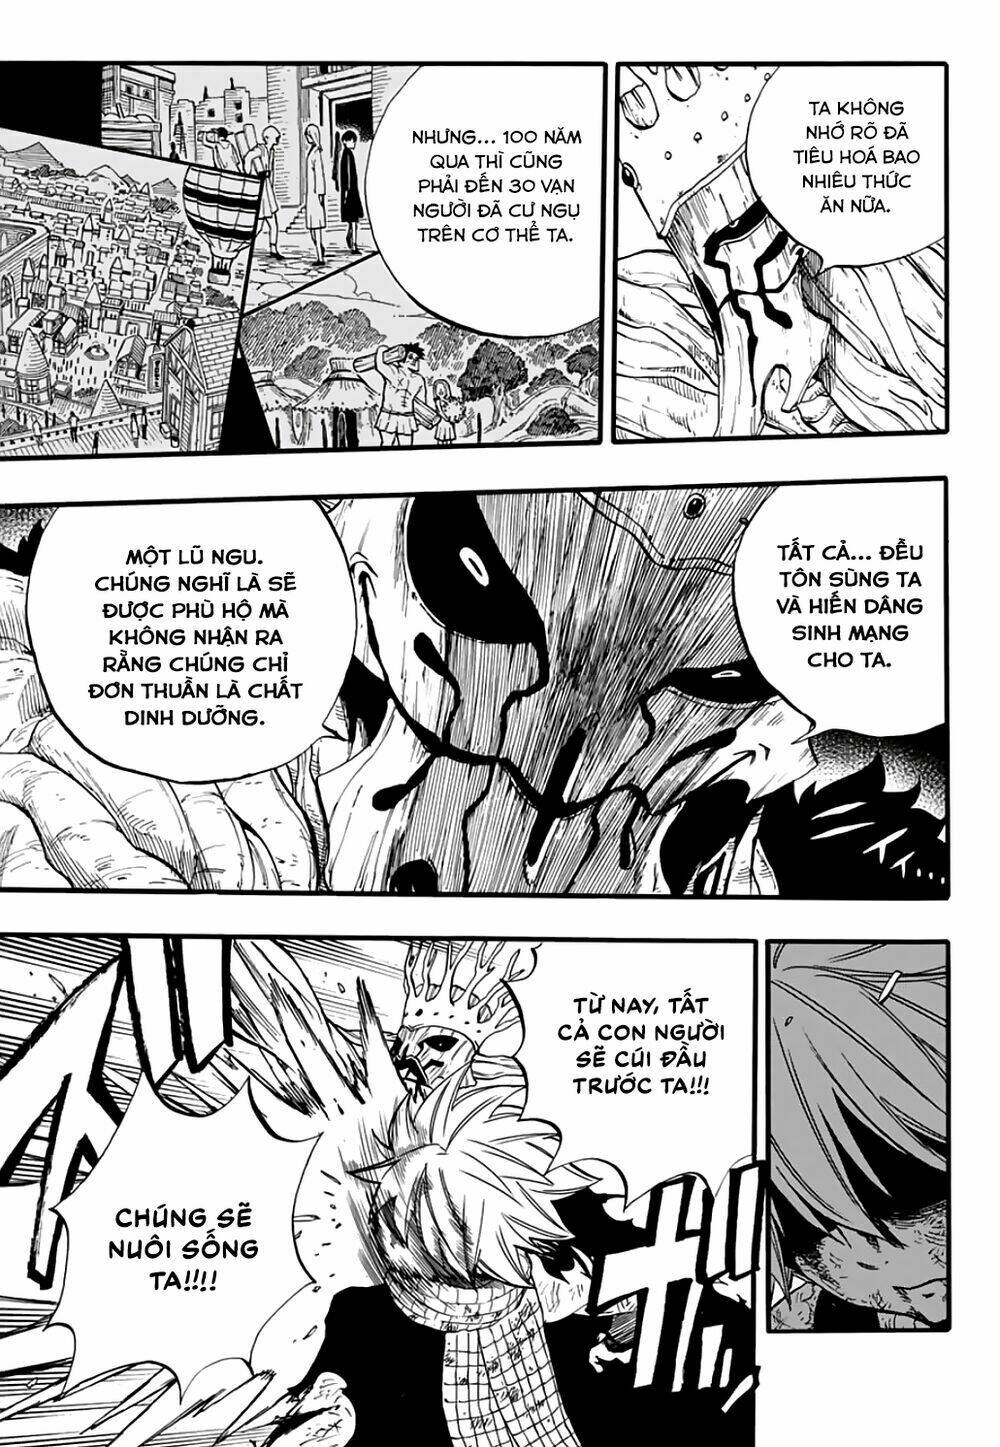 TA KHÔNG
NHỚ RÕ ĐÃ
TIÊU HOÁ BAO
NHIÊU THỨC
ĂN NỮA.
NHƯNG... 100 NĂM
QUA THÌ CŨNG
PHẢI ĐẾN 30 VẠN
NGƯỜI ĐÃ CƯ NGỤ
TRÊN CƠ THỂ TA.
TẤT CẢ... ĐỀU
TÔN SÙNG TA
VÀ HIẾN DÂNG
SINH MẠNG
CHO TA.
MỘT LŨ NGU.
CHÚNG NGHĨ LÀ SẼ
ĐƯỢC PHÙ HỘ MÀ
KHÔNG NHẬN RA
RẰNG CHÚNG CHỈ
ĐƠN THUẦN LÀ CHẤT
DINH DƯỠNG.
TỪ NAY, TẤT
CẢ CON NGƯỜI
SẼ CÚI ĐẦU
TRƯỚC TA!!!
CHÚNG SẼ
NUÔI SỐNG
TA!!!!